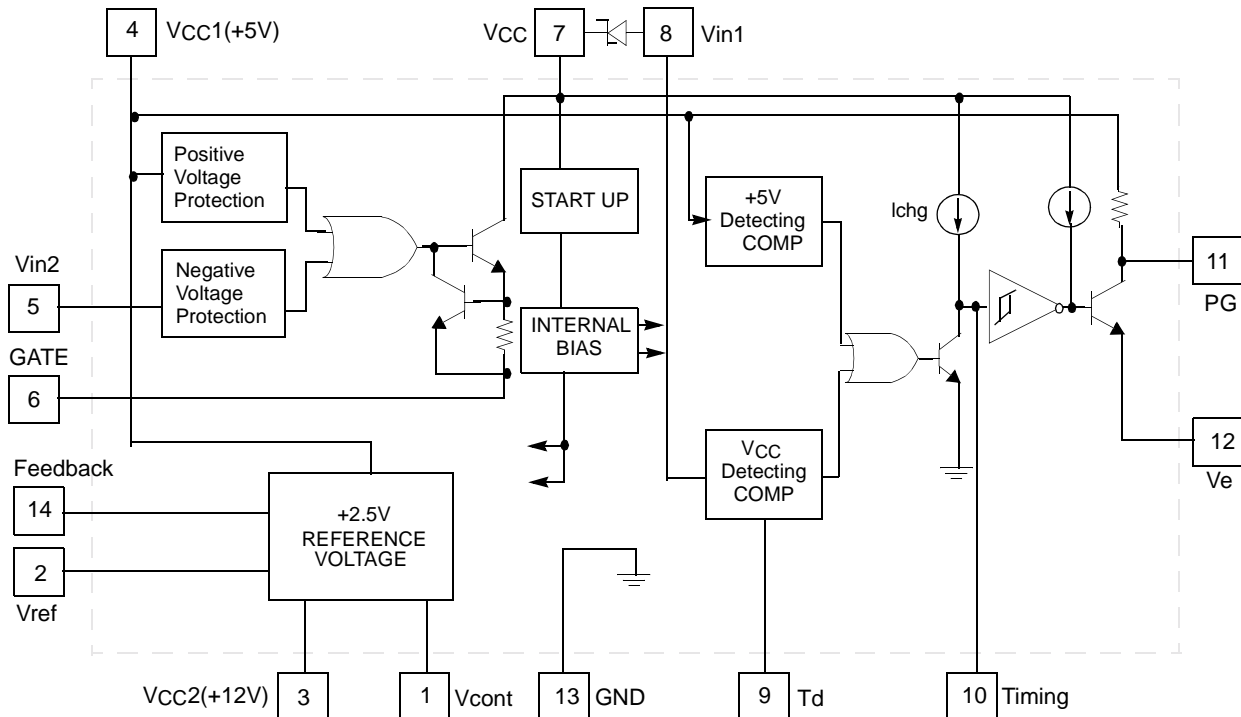 4
VCC1(+5V)
VCC
7
8
Vin1
Positive
Voltage
Protection
START UP
+5V
Detecting
COMP
Ichg
Vin2
5
Negative
Voltage
Protection
11
PG
INTERNAL
BIAS
GATE
6
VCC
Detecting
COMP
12
Ve
Feedback
14
+2.5V
REFERENCE
VOLTAGE
2
Vref
VCC2(+12V)
3
1
Vcont
13
GND
9
Td
10
Timing